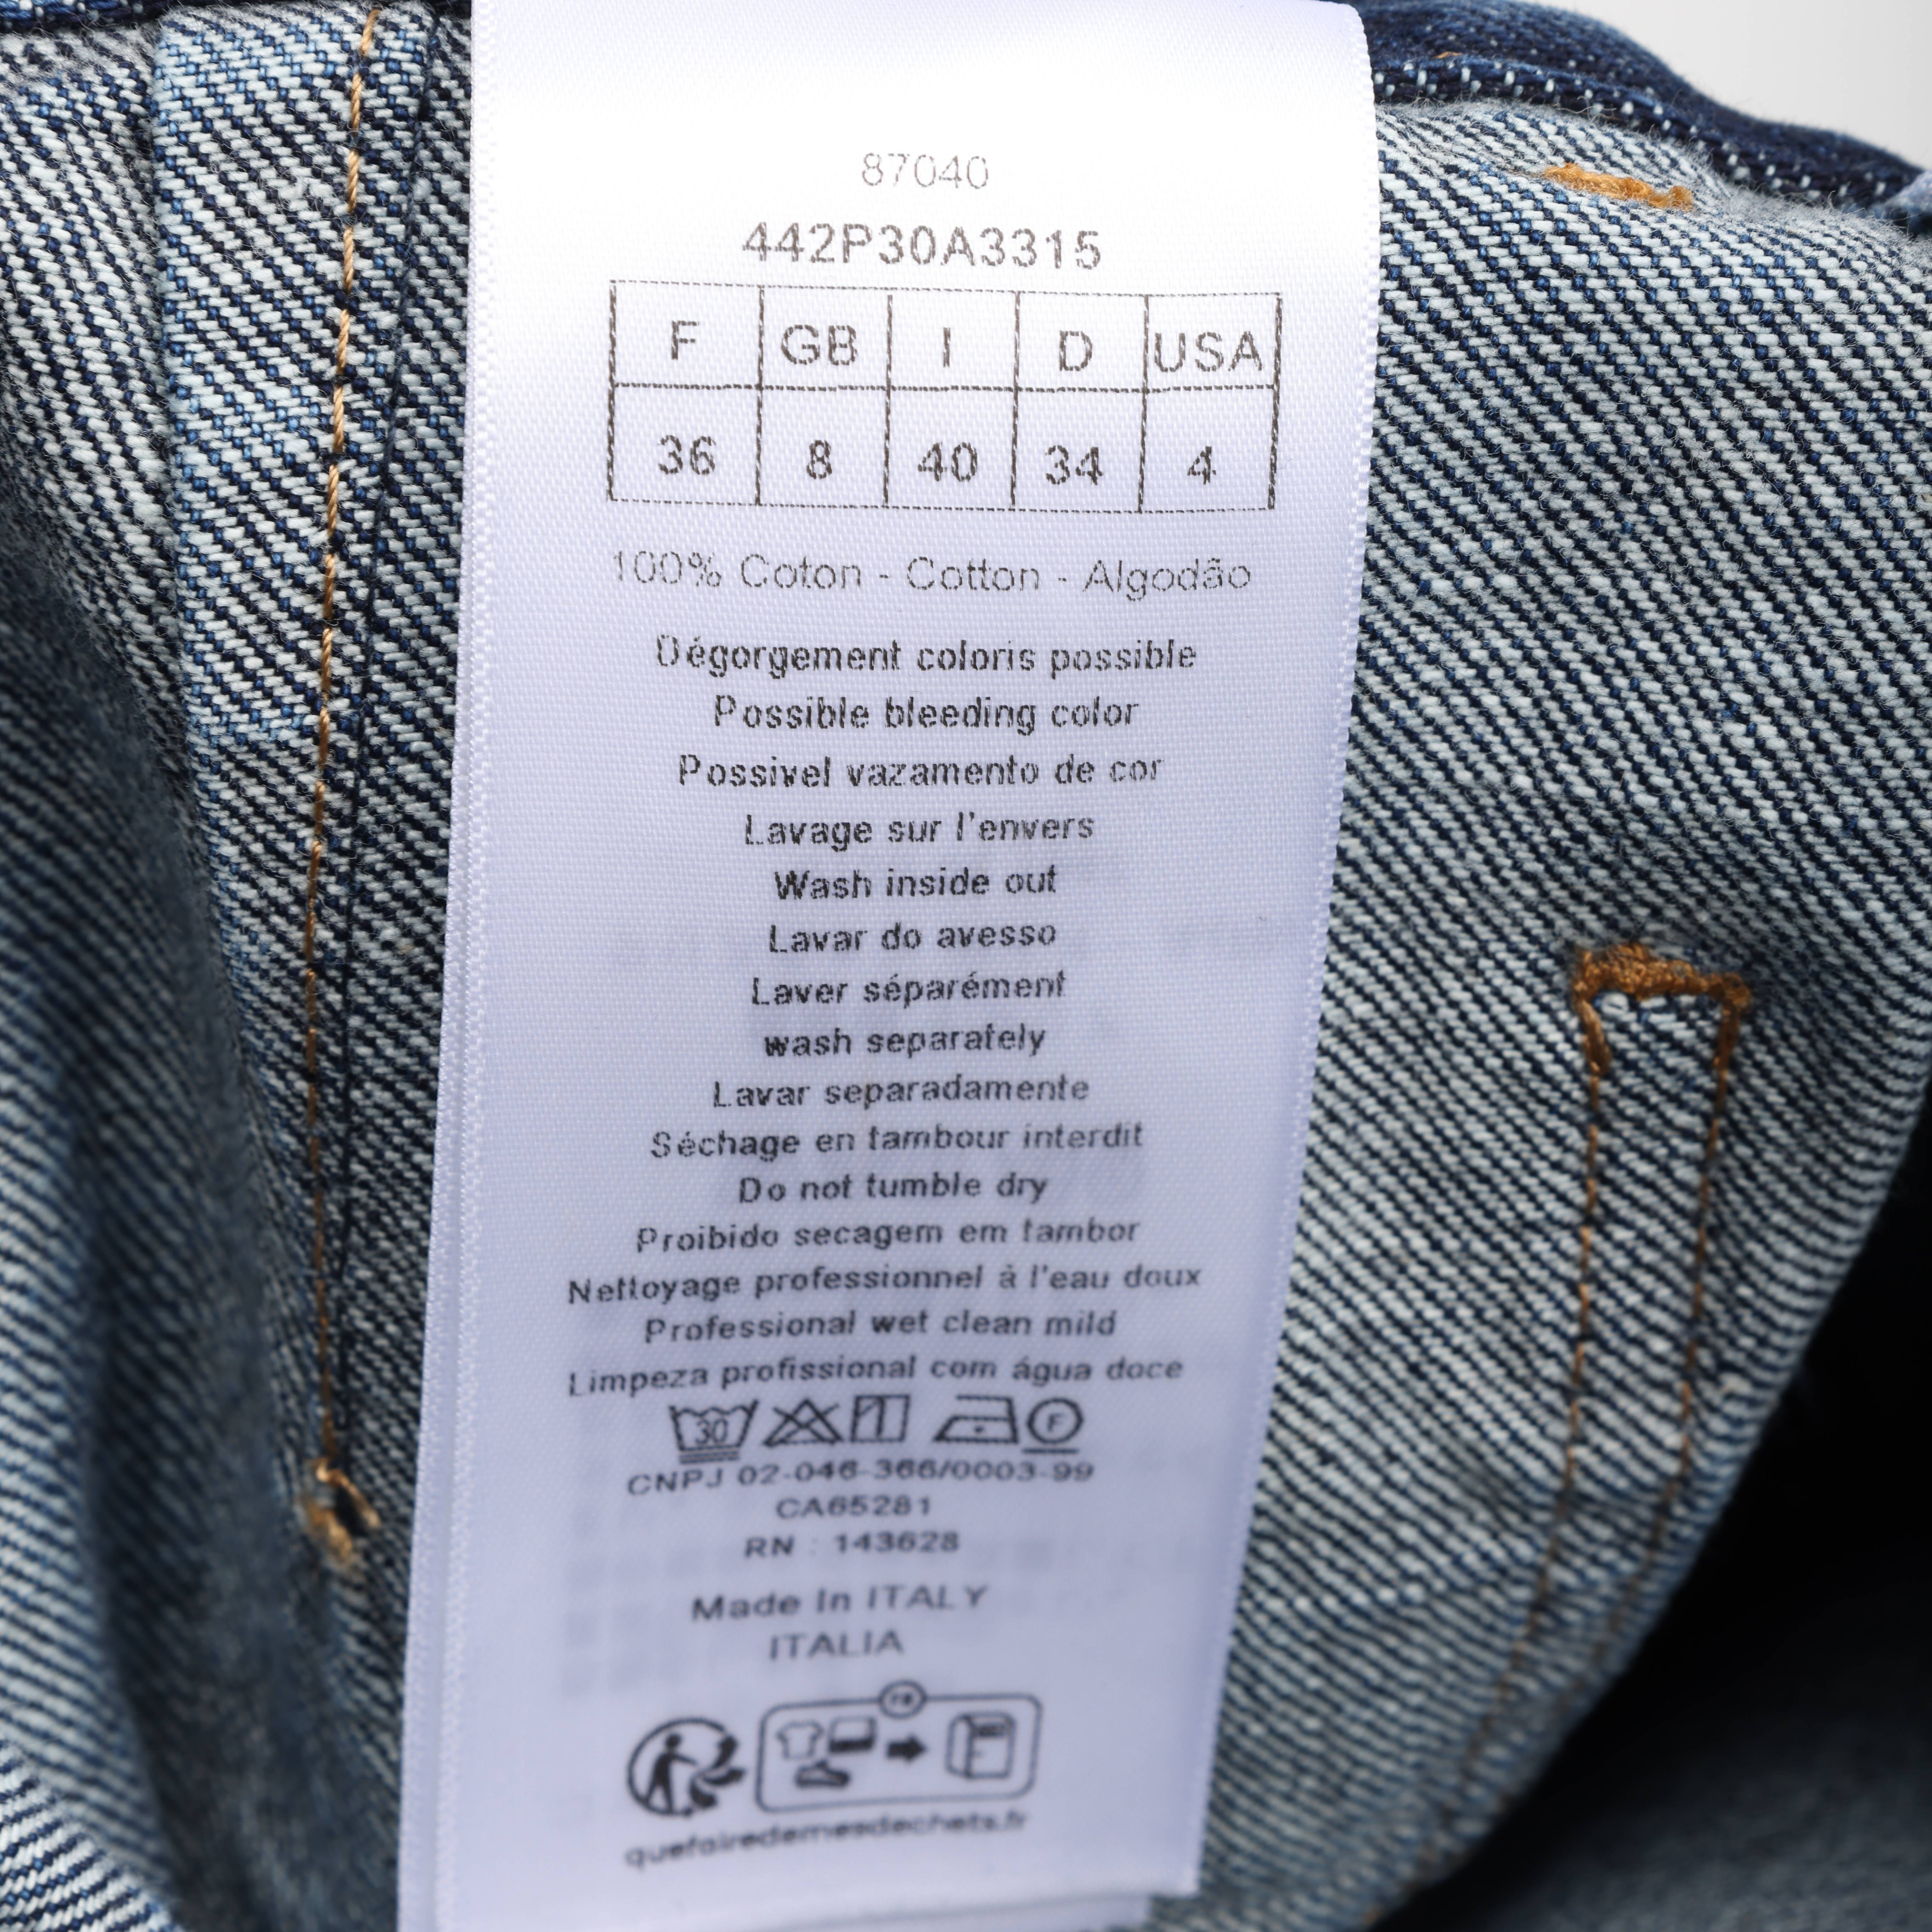 87040
442P30A3315
F GB I D USA
36 8 40 34 4
100% Coton - Cotton - Algodão
Dégorgement coloris possible
Possible bleeding color
Possivel vazamento de cor
Lavage sur l'envers
Wash inside out
Lavar do avesso
Laver séparément
wash separately
Lavar separadamente
Séchage en tambour interdit
Do not tumble dry
Proibido secagem em tambor
Nettoyage professionnel à l'eau doux
Professional wet clean mild
Limpeza profissional com água doce
30 F
CNPJ 02-046-366/0003-99
CA65281
RN : 143628
Made In ITALY
ITALIA
FR
quefairedemesdechets.fr